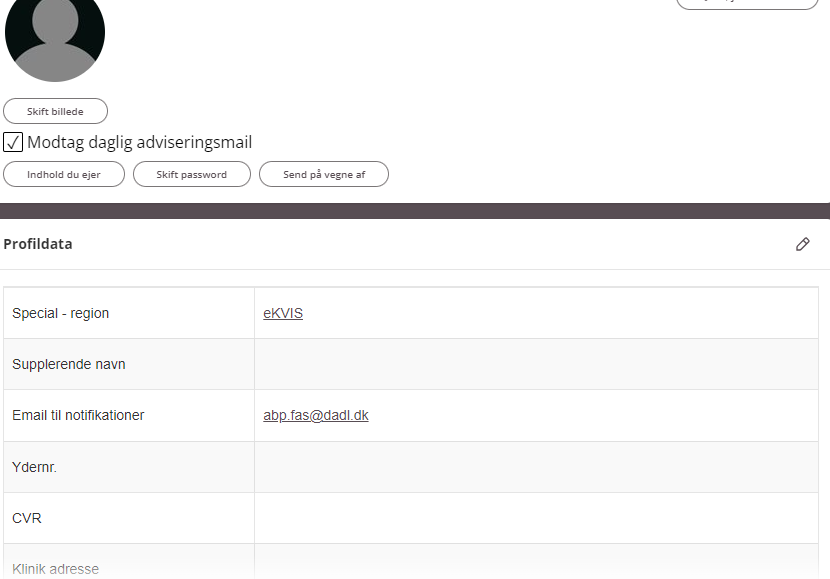 Skift billede
Modtag daglig adviseringsmail
Indhold du ejer Skift password Send på vegne af
Profildata
Special - region eKVIS
Supplerende navn
Email til notifikationer abp.fas@dadl.dk
Ydernr.
CVR
Klinik adresse